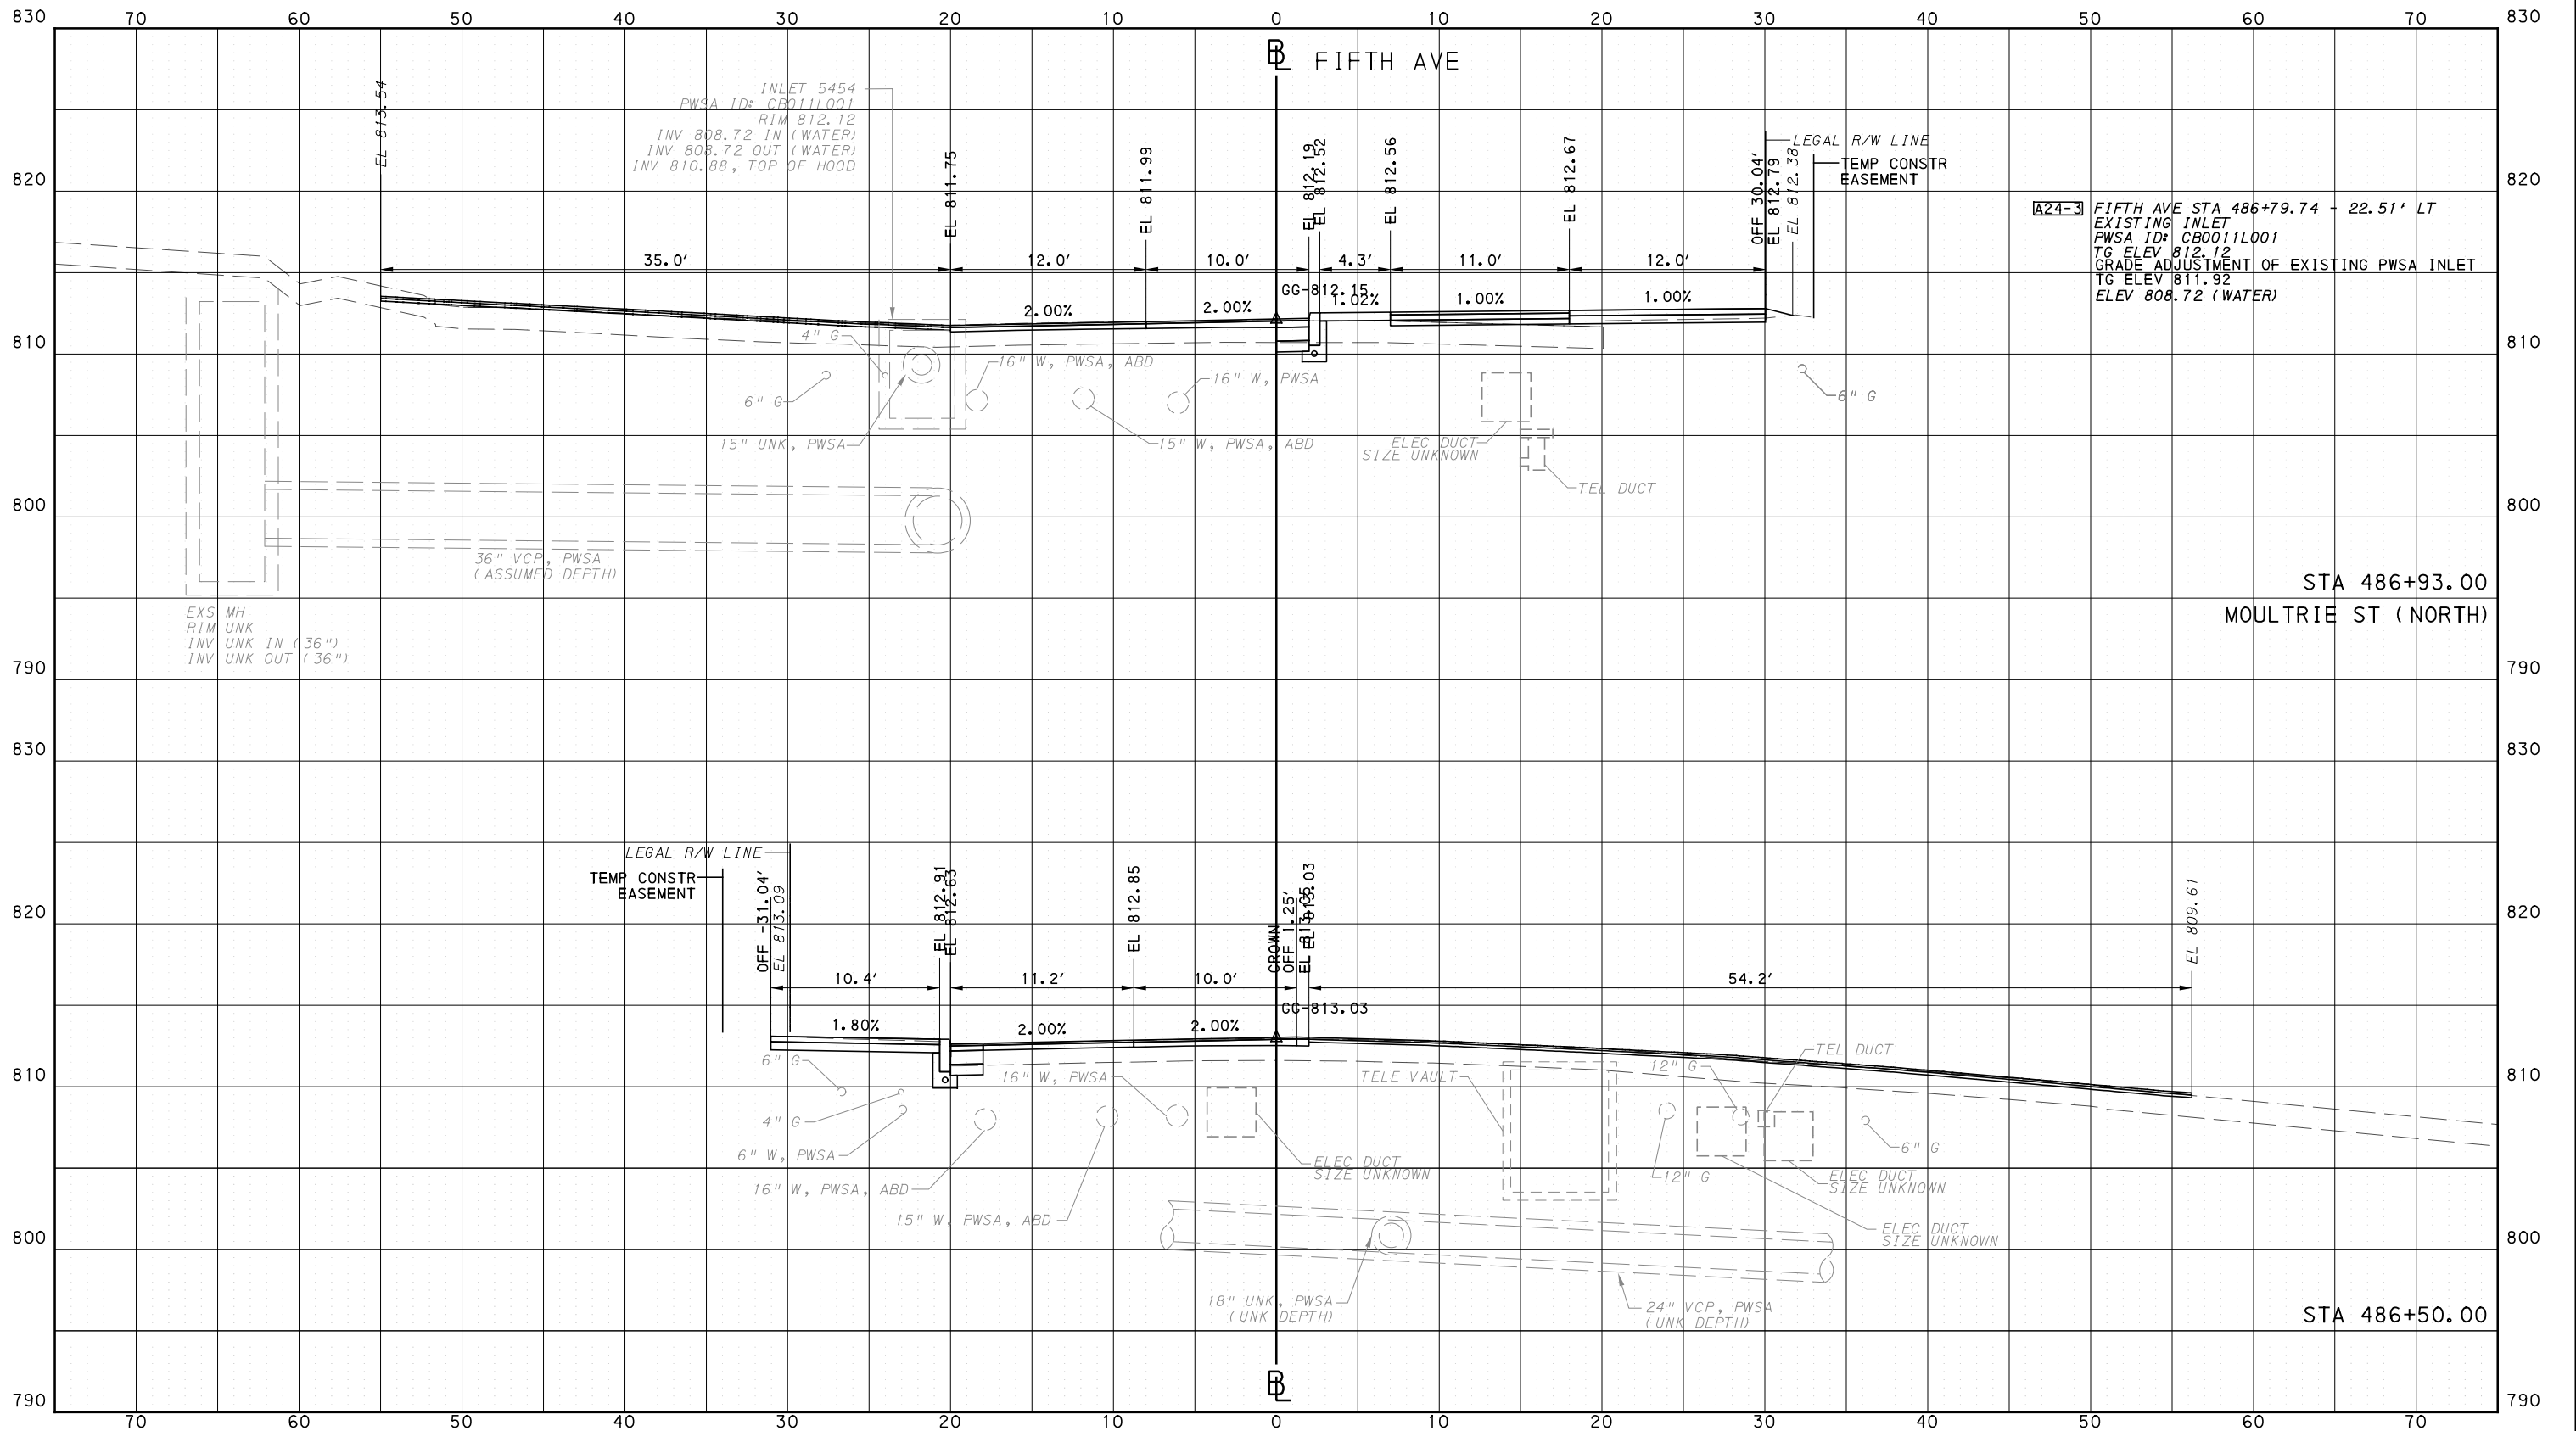 70 60 50 40 30 20 10 0 10 20 30 40 50 60 70
830 830
820 820
810 810
800 800
790 790
BL FIFTH AVE
EL 813.54
INLET 5454
PWSA ID: CB011L001
RIM 812.12
INV 808.72 IN (WATER)
INV 808.72 OUT (WATER)
INV 810.88, TOP OF HOOD
EL 811.75
EL 811.99
EL 812.19
EL 812.52
EL 812.56
EL 812.67
OFF 30.04'
EL 812.79
EL 812.38
LEGAL R/W LINE
TEMP CONSTR
EASEMENT
A24-3 FIFTH AVE STA 486+79.74 - 22.51' LT
EXISTING INLET
PWSA ID: CB0011L001
TG ELEV 812.12
GRADE ADJUSTMENT OF EXISTING PWSA INLET
TG ELEV 811.92
ELEV 808.72 (WATER)
35.0' 12.0' 10.0' 4.3' 11.0' 12.0'
GG-812.15
2.00% 2.00% 1.02% 1.00% 1.00%
4" G
6" G
15" UNK, PWSA
16" W, PWSA, ABD
16" W, PWSA
15" W, PWSA, ABD
ELEC DUCT
SIZE UNKNOWN
TEL DUCT
6" G
36" VCP, PWSA
(ASSUMED DEPTH)
EXS MH
RIM UNK
INV UNK IN (36")
INV UNK OUT (36")
STA 486+93.00
MOULTRIE ST (NORTH)
830 830
820 820
810 810
800 800
790 790
LEGAL R/W LINE
TEMP CONSTR
EASEMENT
OFF -31.04'
EL 813.09
EL 812.91
EL 812.63
EL 812.85
CROWN
OFF 1.25'
EL 813.05
EL 813.03
EL 809.61
10.4' 11.2' 10.0' 54.2'
GG-813.03
1.80% 2.00% 2.00%
6" G
4" G
6" W, PWSA
16" W, PWSA, ABD
15" W, PWSA, ABD
16" W, PWSA
ELEC DUCT
SIZE UNKNOWN
TELE VAULT
12" G
TEL DUCT
12" G
6" G
ELEC DUCT
SIZE UNKNOWN
ELEC DUCT
SIZE UNKNOWN
18" UNK, PWSA
(UNK DEPTH)
24" VCP, PWSA
(UNK DEPTH)
STA 486+50.00
BL
70 60 50 40 30 20 10 0 10 20 30 40 50 60 70